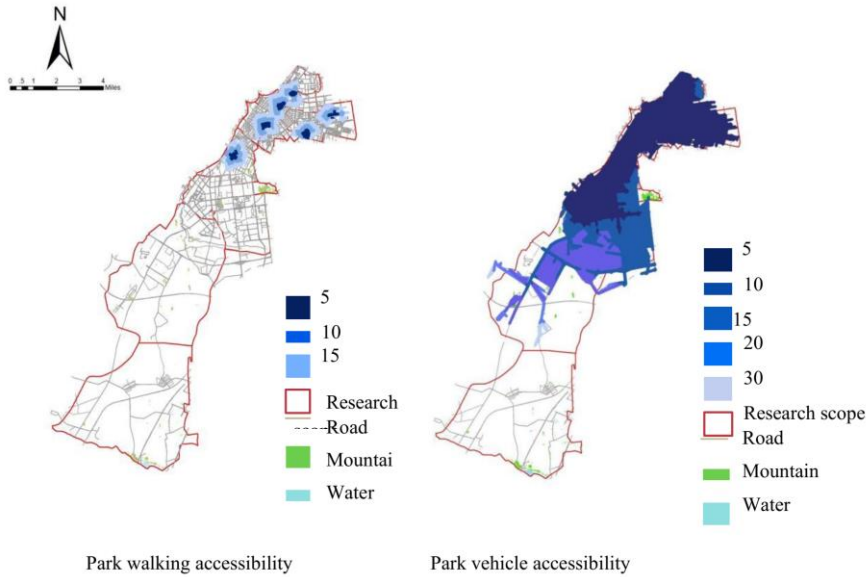 N
0 .5 1 2 3 4
Miles
5
10
15
Research
Road
Mountai
Water
5
10
15
20
30
Research scope
Road
Mountain
Water
Park walking accessibility
Park vehicle accessibility